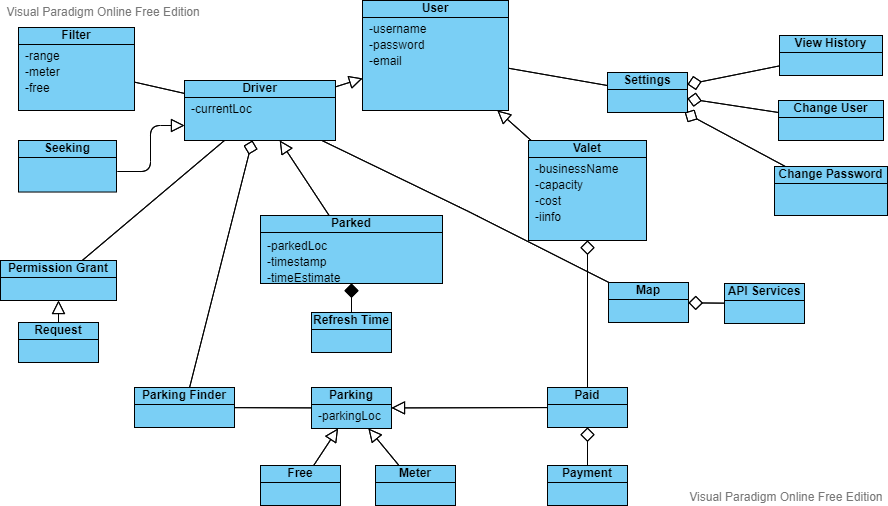 Visual Paradigm Online Free Edition
User
-username
-password
-email
Filter
-range
-meter
-free
View History
Settings
Driver
-currentLoc
Change User
Seeking
Valet
-businessName
-capacity
-cost
-iinfo
Change Password
Parked
-parkedLoc
-timestamp
-timeEstimate
Permission Grant
Map
API Services
Refresh Time
Request
Parking Finder
Parking
-parkingLoc
Paid
Free
Meter
Payment
Visual Paradigm Online Free Edition